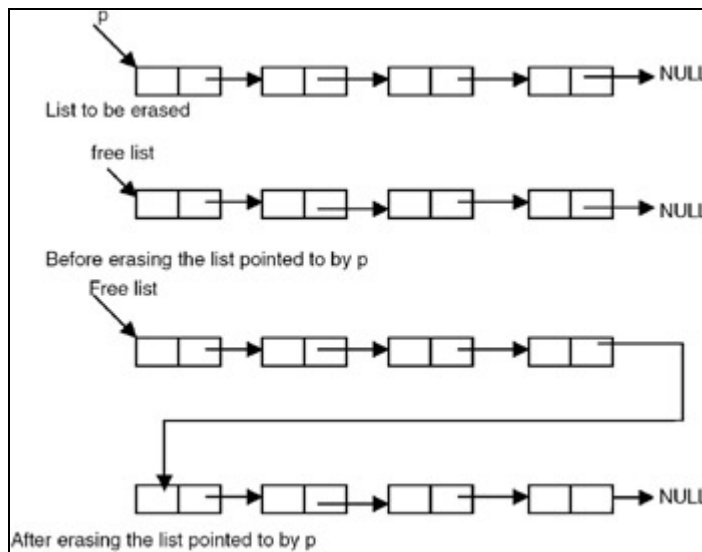 p
NULL
List to be erased
free list
NULL
Before erasing the list pointed to by p
Free list
NULL
After erasing the list pointed to by p